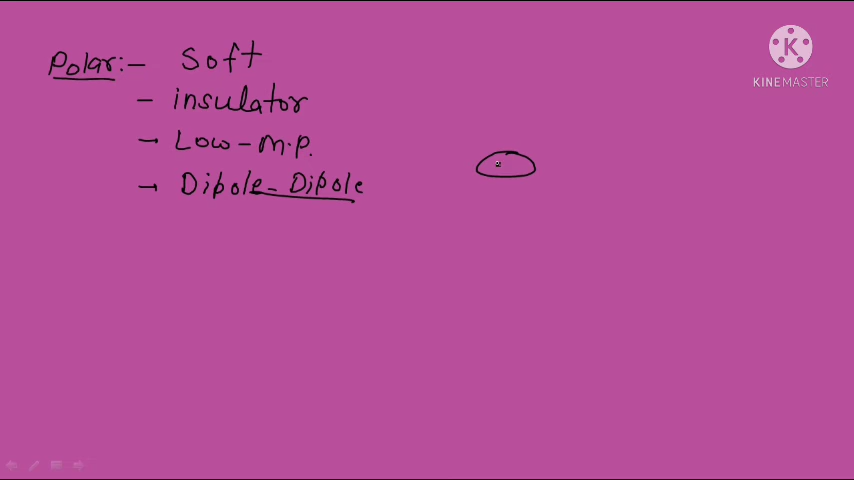 Polar:- Soft
- insulator
→ Low-m.p.
→ Dipole-Dipole
K
KINEMASTER